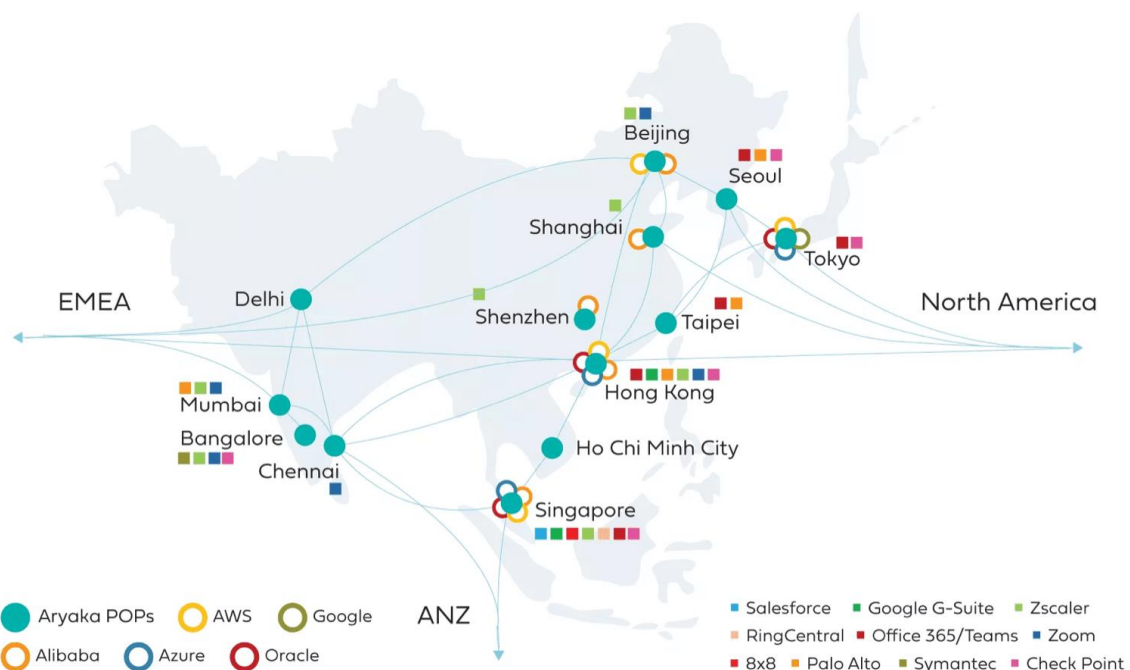 Beijing
Seoul
Shanghai
Tokyo
Delhi
EMEA
North America
Shenzhen
Taipei
Hong Kong
Mumbai
Bangalore
Ho Chi Minh City
Chennai
Singapore
Aryaka POPs
AWS
Google
ANZ
Alibaba
Azure
Oracle
Salesforce
Google G-Suite
Zscaler
RingCentral
Office 365/Teams
Zoom
8x8
Palo Alto
Symantec
Check Point